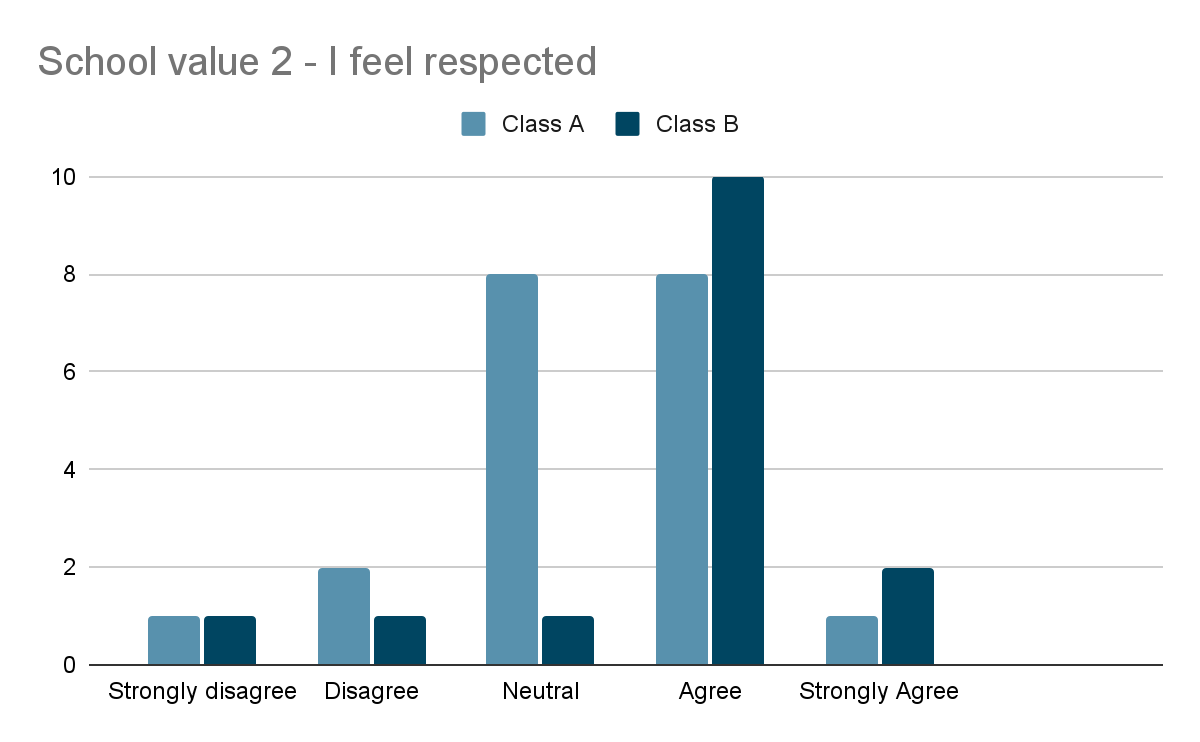 School value 2 - I feel respected
Class A Class B
10
8
6
4
2
0
Strongly disagree Disagree Neutral Agree Strongly Agree